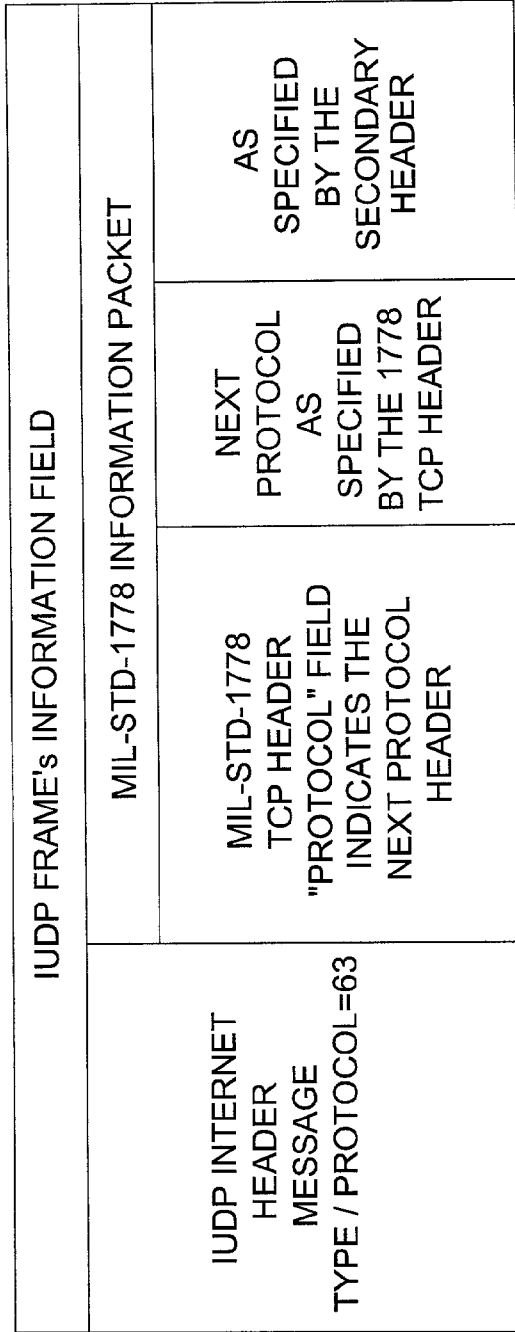 IUDP FRAME's INFORMATION FIELD
IUDP INTERNET
HEADER
MESSAGE
TYPE / PROTOCOL=63
MIL-STD-1778 INFORMATION PACKET
MIL-STD-1778
TCP HEADER
"PROTOCOL" FIELD
INDICATES THE
NEXT PROTOCOL
HEADER
NEXT
PROTOCOL
AS
SPECIFIED
BY THE 1778
TCP HEADER
AS
SPECIFIED
BY THE
SECONDARY
HEADER